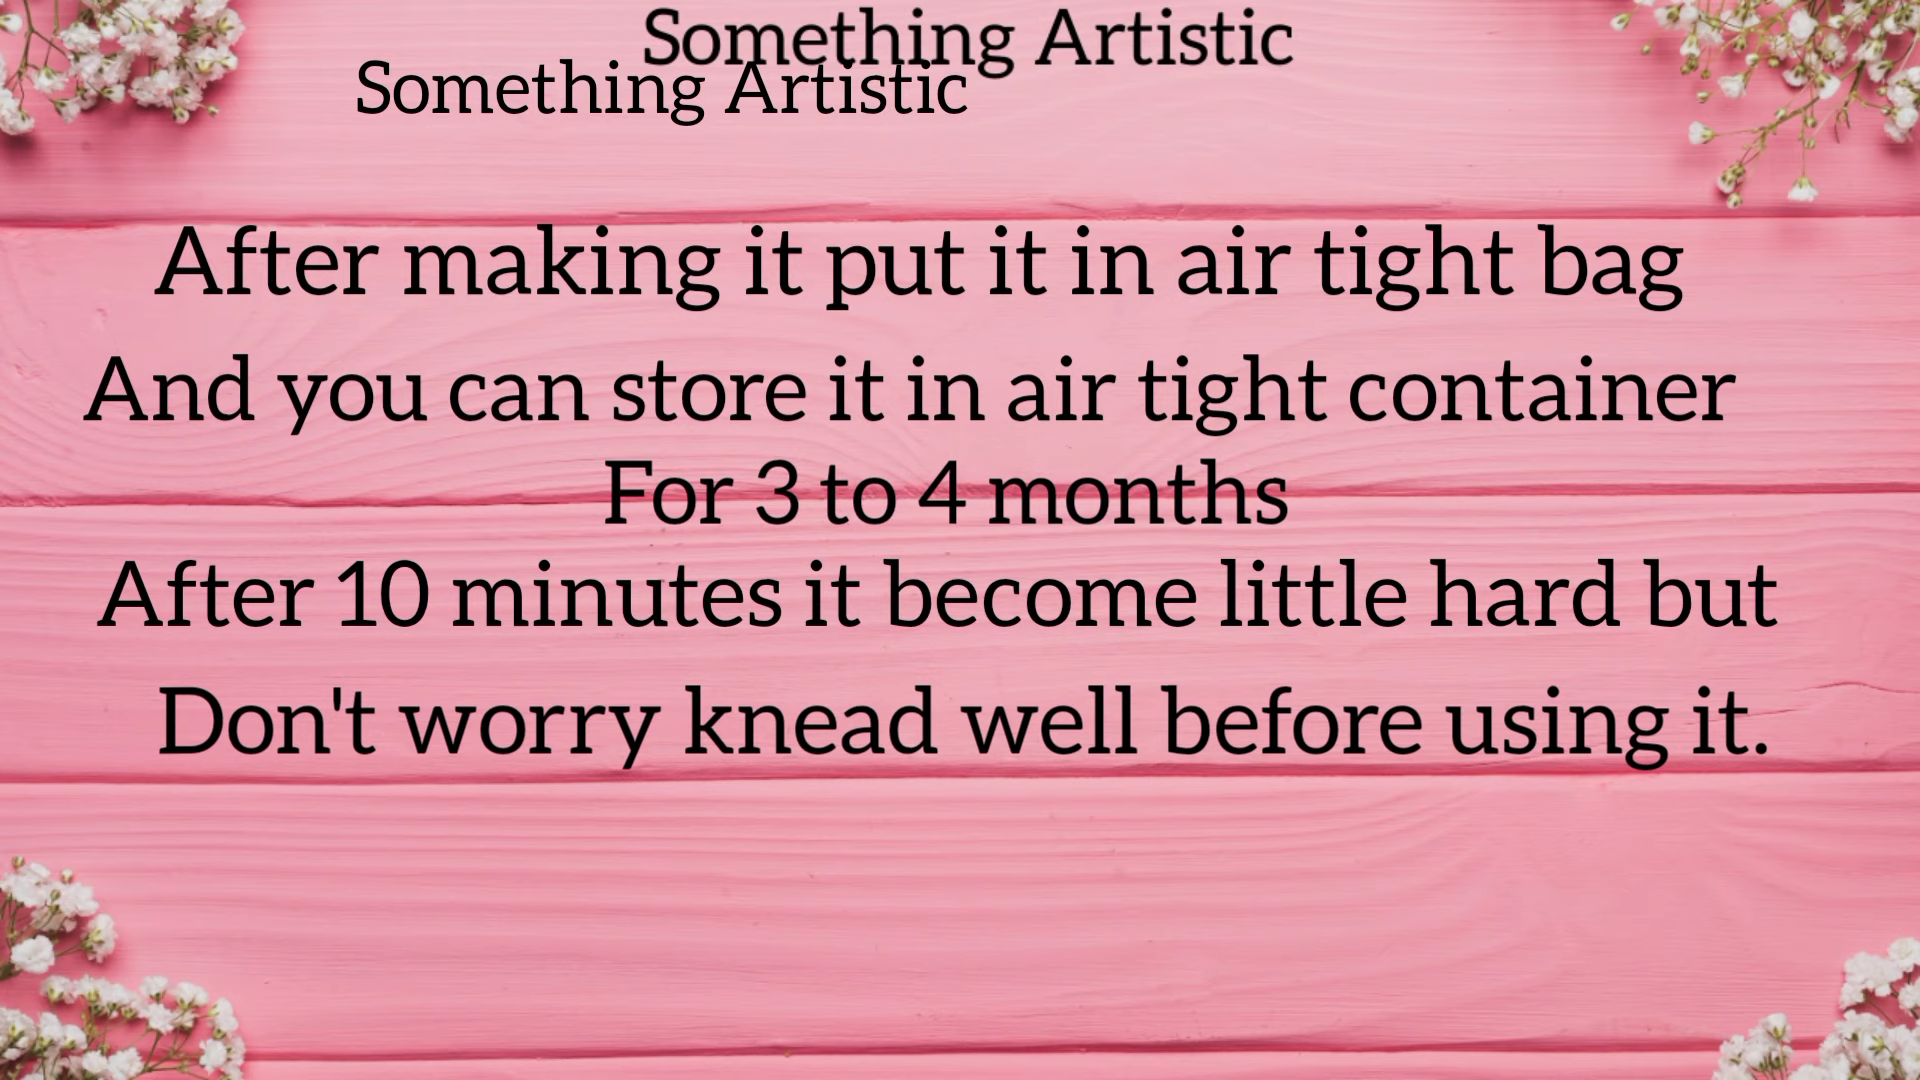 Something Artistic
Something Artistic
After making it put it in air tight bag
And you can store it in air tight container
For 3 to 4 months
After 10 minutes it become little hard but
Don't worry knead well before using it.